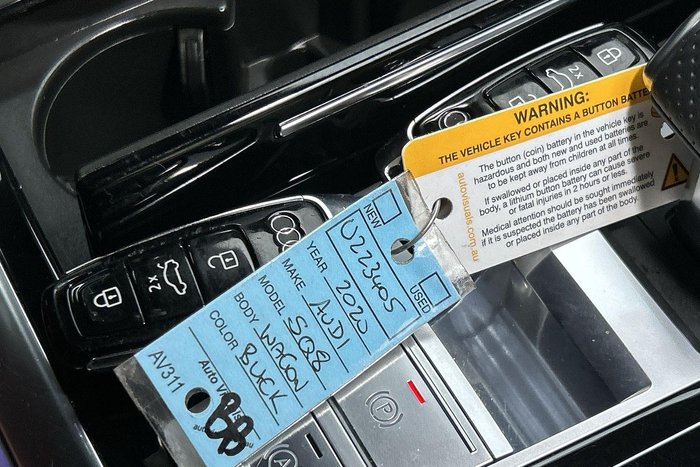 NEW
USED
U223405
YEAR 2020
MAKE AUDI
MODEL SQ8
BODY WAGON
COLOR BLACK
AV311
BB
WARNING:
THE VEHICLE KEY CONTAINS A BUTTON BATTE
The button (coin) battery in the vehicle key is
hazardous and both new and used batteries are
to be kept away from children at all times.
If swallowed or placed inside any part of the
body, a lithium button battery can cause severe
or fatal injuries in 2 hours or less.
Medical attention should be sought immediately
if it is suspected the battery has been swallowed
or placed inside any part of the body.
autovisuals.com.au
2x
2x
(P)
(A)